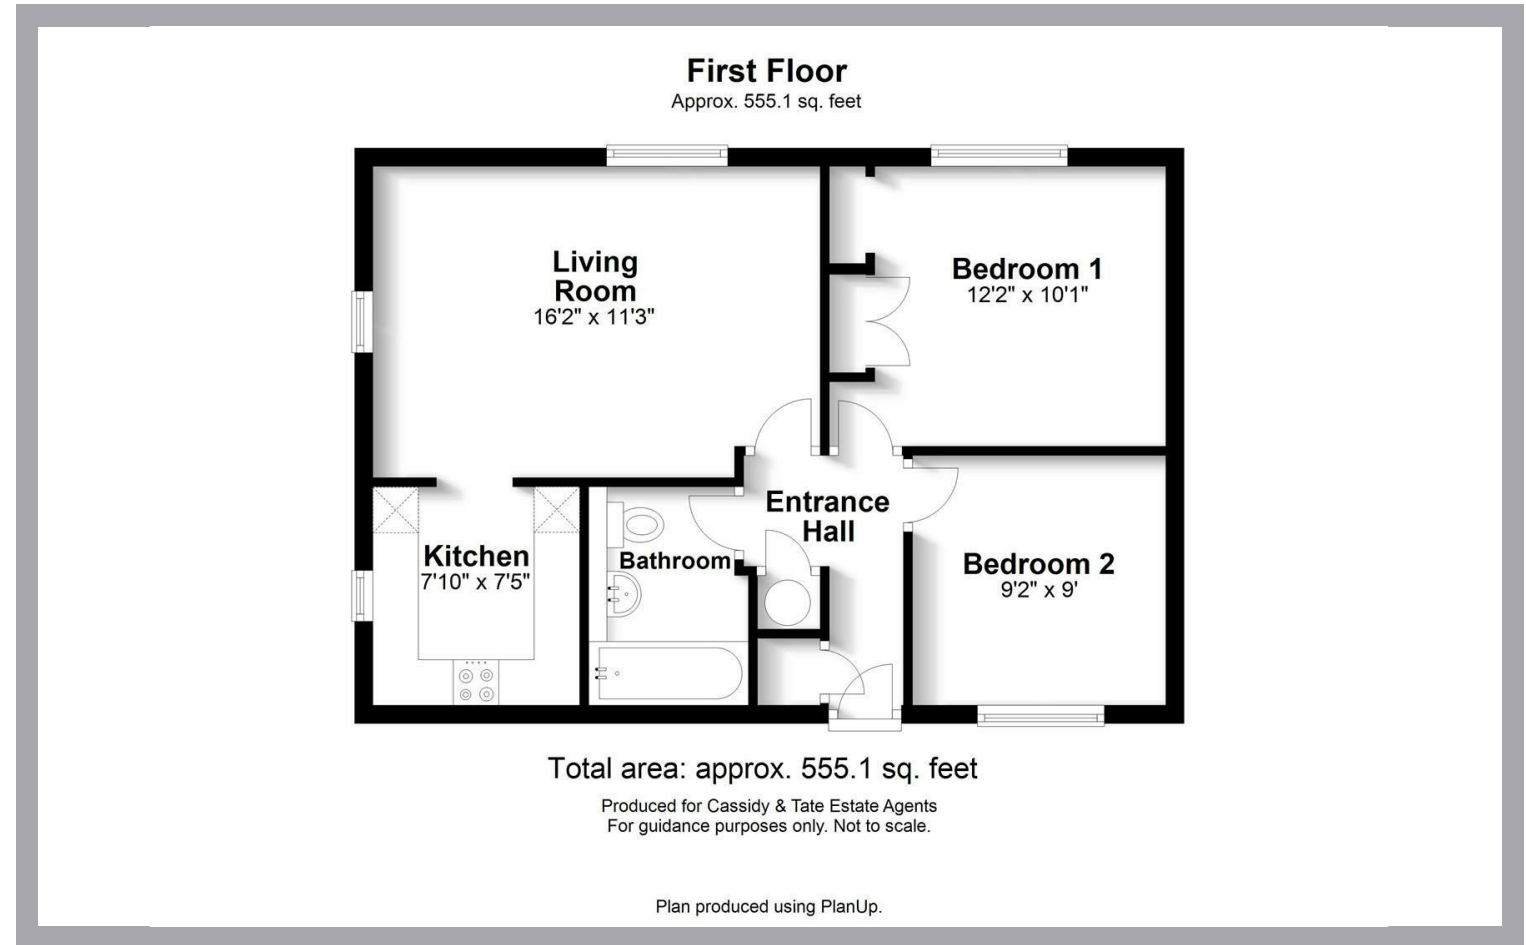 First Floor
Approx. 555.1 sq. feet
Living
Room
16'2" x 11'3"
Bedroom 1
12'2" x 10'1"
Entrance
Hall
Kitchen
7'10" x 7'5"
Bathroom
Bedroom 2
9'2" x 9'
Total area: approx. 555.1 sq. feet
Produced for Cassidy & Tate Estate Agents
For guidance purposes only. Not to scale.
Plan produced using PlanUp.